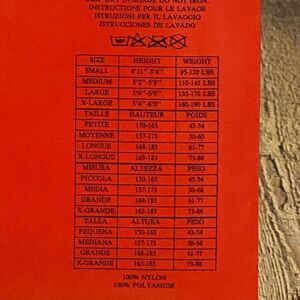 INSTRUCTIONS POUR LE LAVAGE
ISTRUZIONI PER IL LAVAGGIO
ISTRUCCIONES DE LAVADO
SIZE HEIGHT WEIGHT
SMALL 4'11"-5'4" 95-120 LBS
MEDIUM 5'2"-5'8" 110-145 LBS
LARGE 5'6"-6'0" 135-170 LBS
X-LARGE 5'6"-6'0" 160-190 LBS
TAILLE HAUTEUR POIDS
PETITE 150-163 43-54
MOYENNE 157-173 50-66
LONGUE 168-183 61-77
X-LONGUS 163-183 73-86
MISURA ALTEZZA PESO
PICCOLA 150-163 43-54
MEDIA 157-173 50-66
GRANDE 168-183 61-77
X-GRANDE 163-183 73-86
TALLA ALTURA PESO
PEQUENA 150-163 43-54
MEDIANA 157-173 50-66
GRANDE 168-183 61-77
X-GRANDE 163-183 73-86
100% NYLON
100% POLYAMIDE